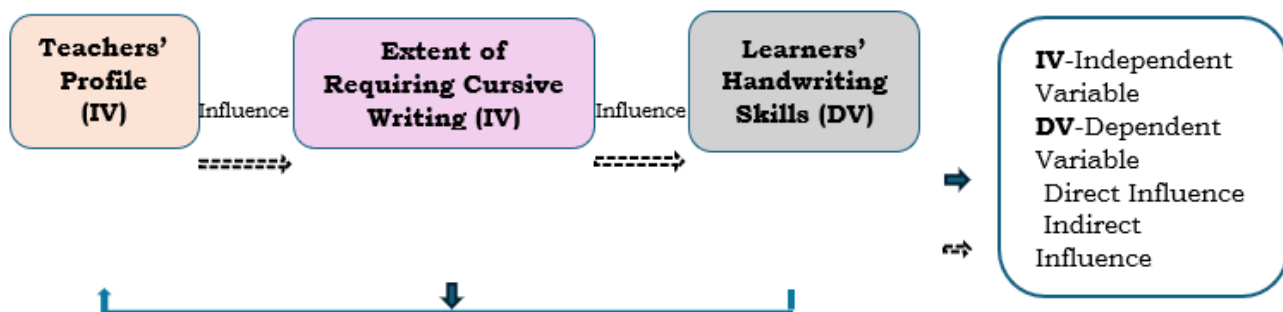 Teachers’
Profile
(IV)
Influence
Extent of
Requiring Cursive
Writing (IV)
Influence
Learners’
Handwriting
Skills (DV)
IV-Independent
Variable
DV-Dependent
Variable
Direct Influence
Indirect
Influence